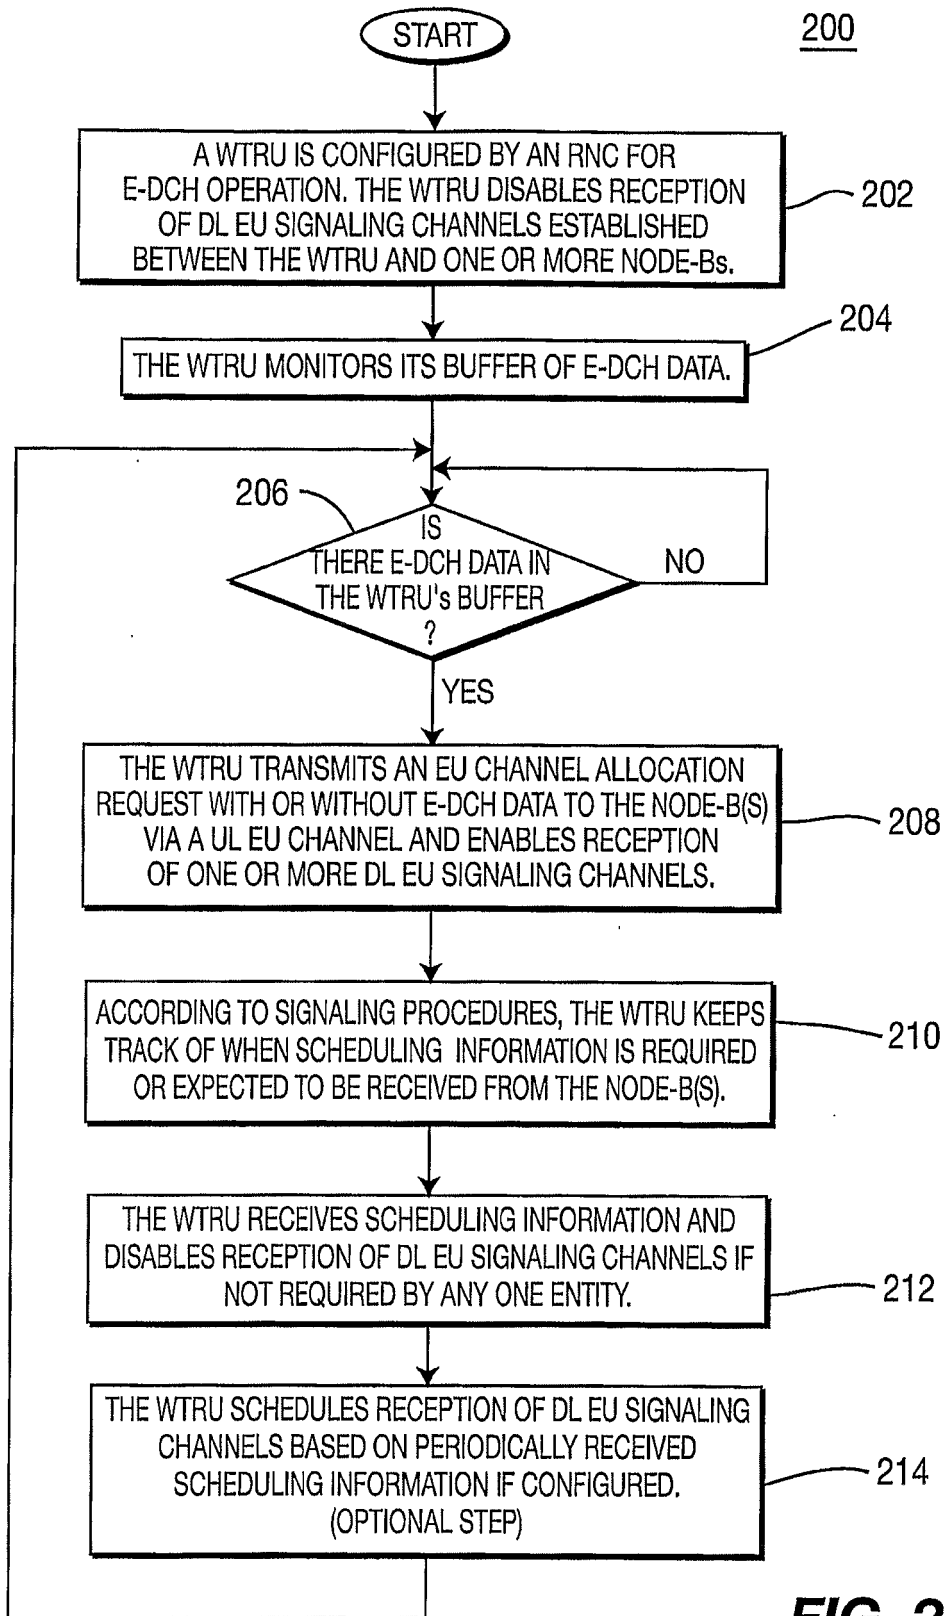 START
200
A WTRU IS CONFIGURED BY AN RNC FOR
E-DCH OPERATION. THE WTRU DISABLES RECEPTION
OF DL EU SIGNALING CHANNELS ESTABLISHED
BETWEEN THE WTRU AND ONE OR MORE NODE-Bs.
202
204
THE WTRU MONITORS ITS BUFFER OF E-DCH DATA.
206
IS
THERE E-DCH DATA IN
THE WTRU's BUFFER
?
NO
YES
THE WTRU TRANSMITS AN EU CHANNEL ALLOCATION
REQUEST WITH OR WITHOUT E-DCH DATA TO THE NODE-B(S)
VIA A UL EU CHANNEL AND ENABLES RECEPTION
OF ONE OR MORE DL EU SIGNALING CHANNELS.
208
ACCORDING TO SIGNALING PROCEDURES, THE WTRU KEEPS
TRACK OF WHEN SCHEDULING INFORMATION IS REQUIRED
OR EXPECTED TO BE RECEIVED FROM THE NODE-B(S).
210
THE WTRU RECEIVES SCHEDULING INFORMATION AND
DISABLES RECEPTION OF DL EU SIGNALING CHANNELS IF
NOT REQUIRED BY ANY ONE ENTITY.
212
THE WTRU SCHEDULES RECEPTION OF DL EU SIGNALING
CHANNELS BASED ON PERIODICALLY RECEIVED
SCHEDULING INFORMATION IF CONFIGURED.
(OPTIONAL STEP)
214
FIG. 2